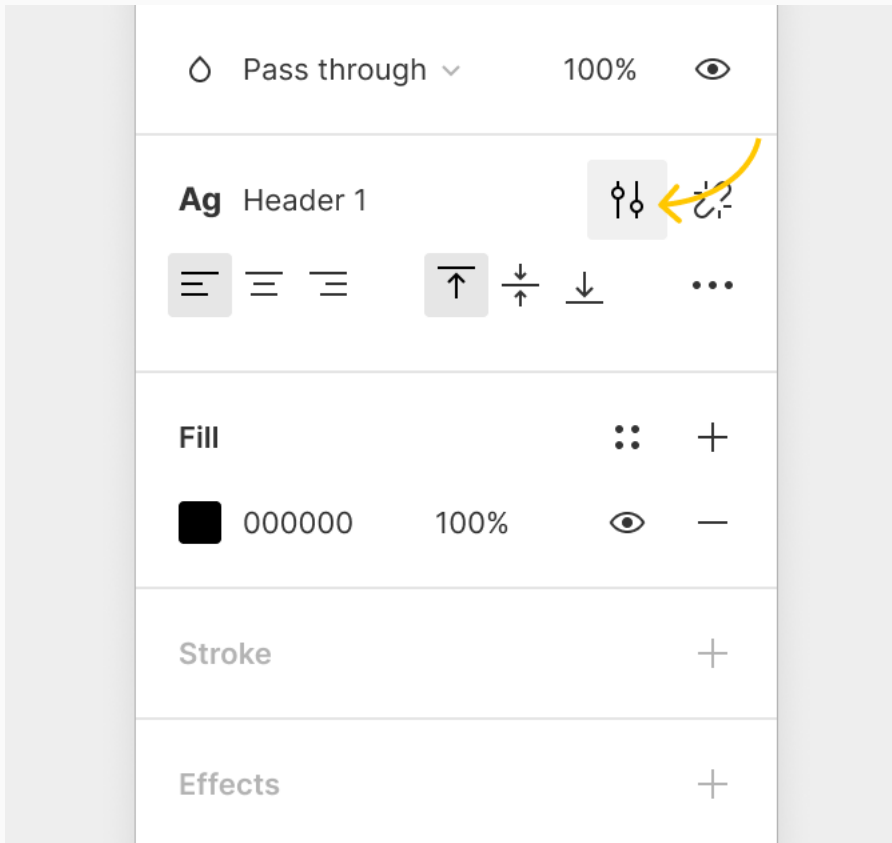 Pass through 100%
Ag Header 1
Fill
000000 100%
Stroke
Effects